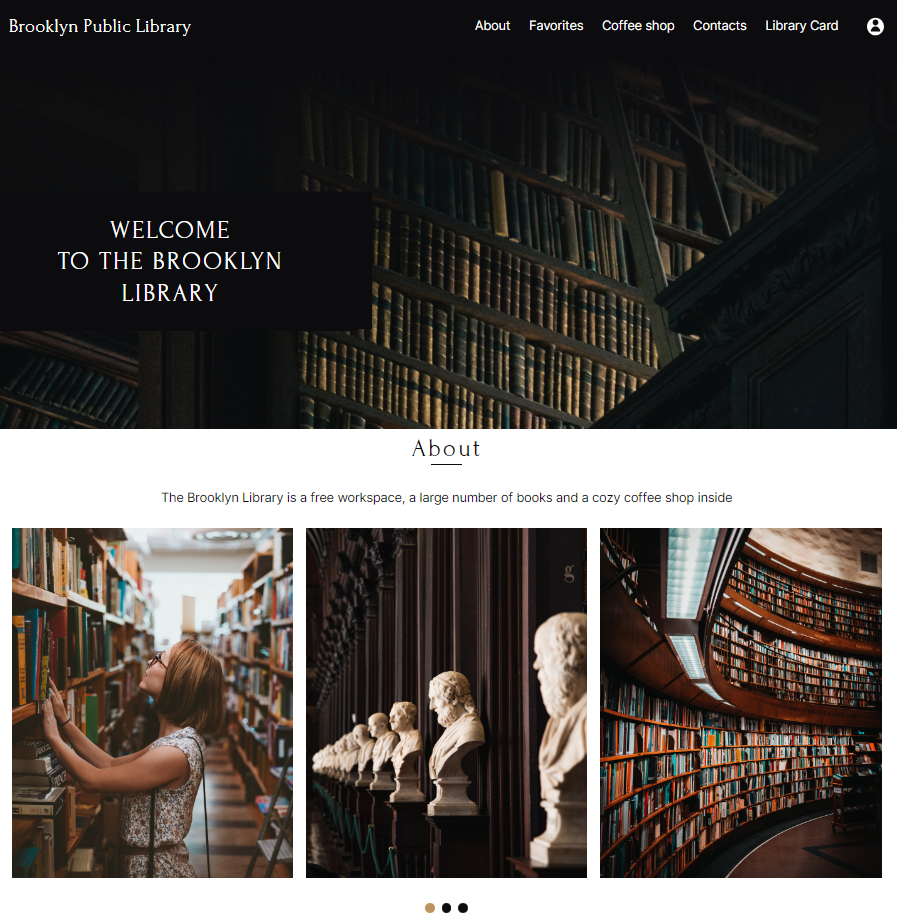 Brooklyn Public Library
About Favorites Coffee shop Contacts Library Card
WELCOME
TO THE BROOKLYN
LIBRARY
About
The Brooklyn Library is a free workspace, a large number of books and a cozy coffee shop inside
g